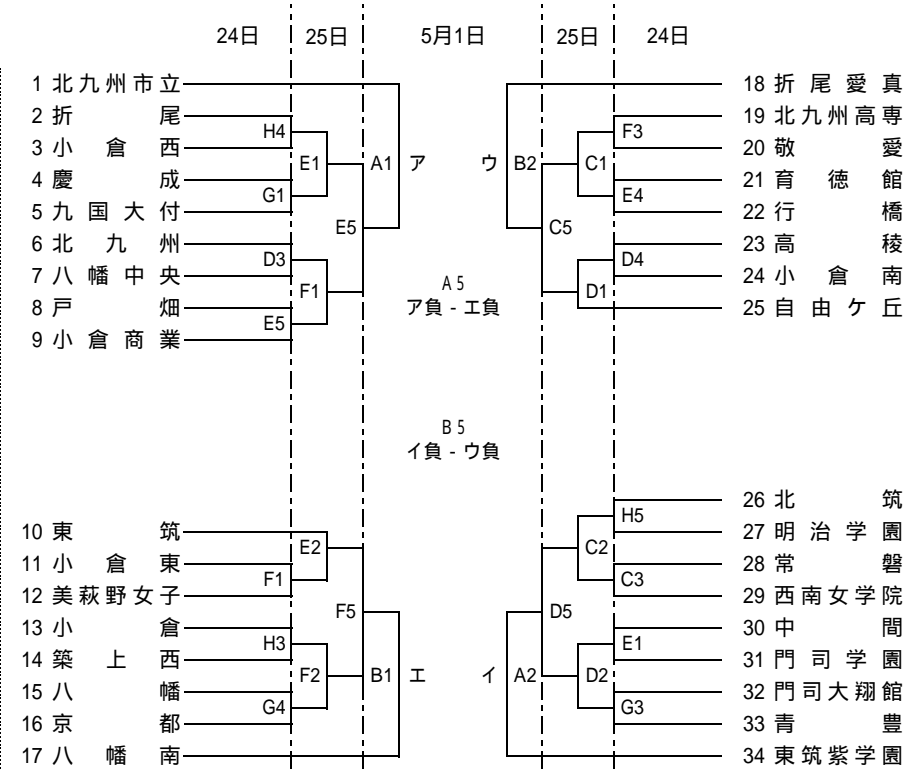 24日 25日 5月1日 25日 24日
1 北九州市立
2 折尾
3 小倉西
4 慶成
5 九国大付
6 北九州
7 八幡中央
8 戸畑
9 小倉商業
H4
G1
D3
E5
E1
F1
E5
A1 ア
10 東筑
11 小倉東
12 美萩野女子
13 小倉
14 築上西
15 八幡
16 京都
17 八幡南
F1
H3
G4
E2
F2
F5
B1 エ
A5
ア負 - エ負
B5
イ負 - ウ負
18 折尾愛真
19 北九州高専
20 敬愛
21 育徳館
22 行橋
23 高稜
24 小倉南
25 自由ケ丘
F3
E4
D4
C1
D1
C5
ウ B2
26 北筑
27 明治学園
28 常磐
29 西南女学院
30 中間
31 門司学園
32 門司大翔館
33 青豊
34 東筑紫学園
H5
C3
E1
G3
C2
D2
D5
イ A2